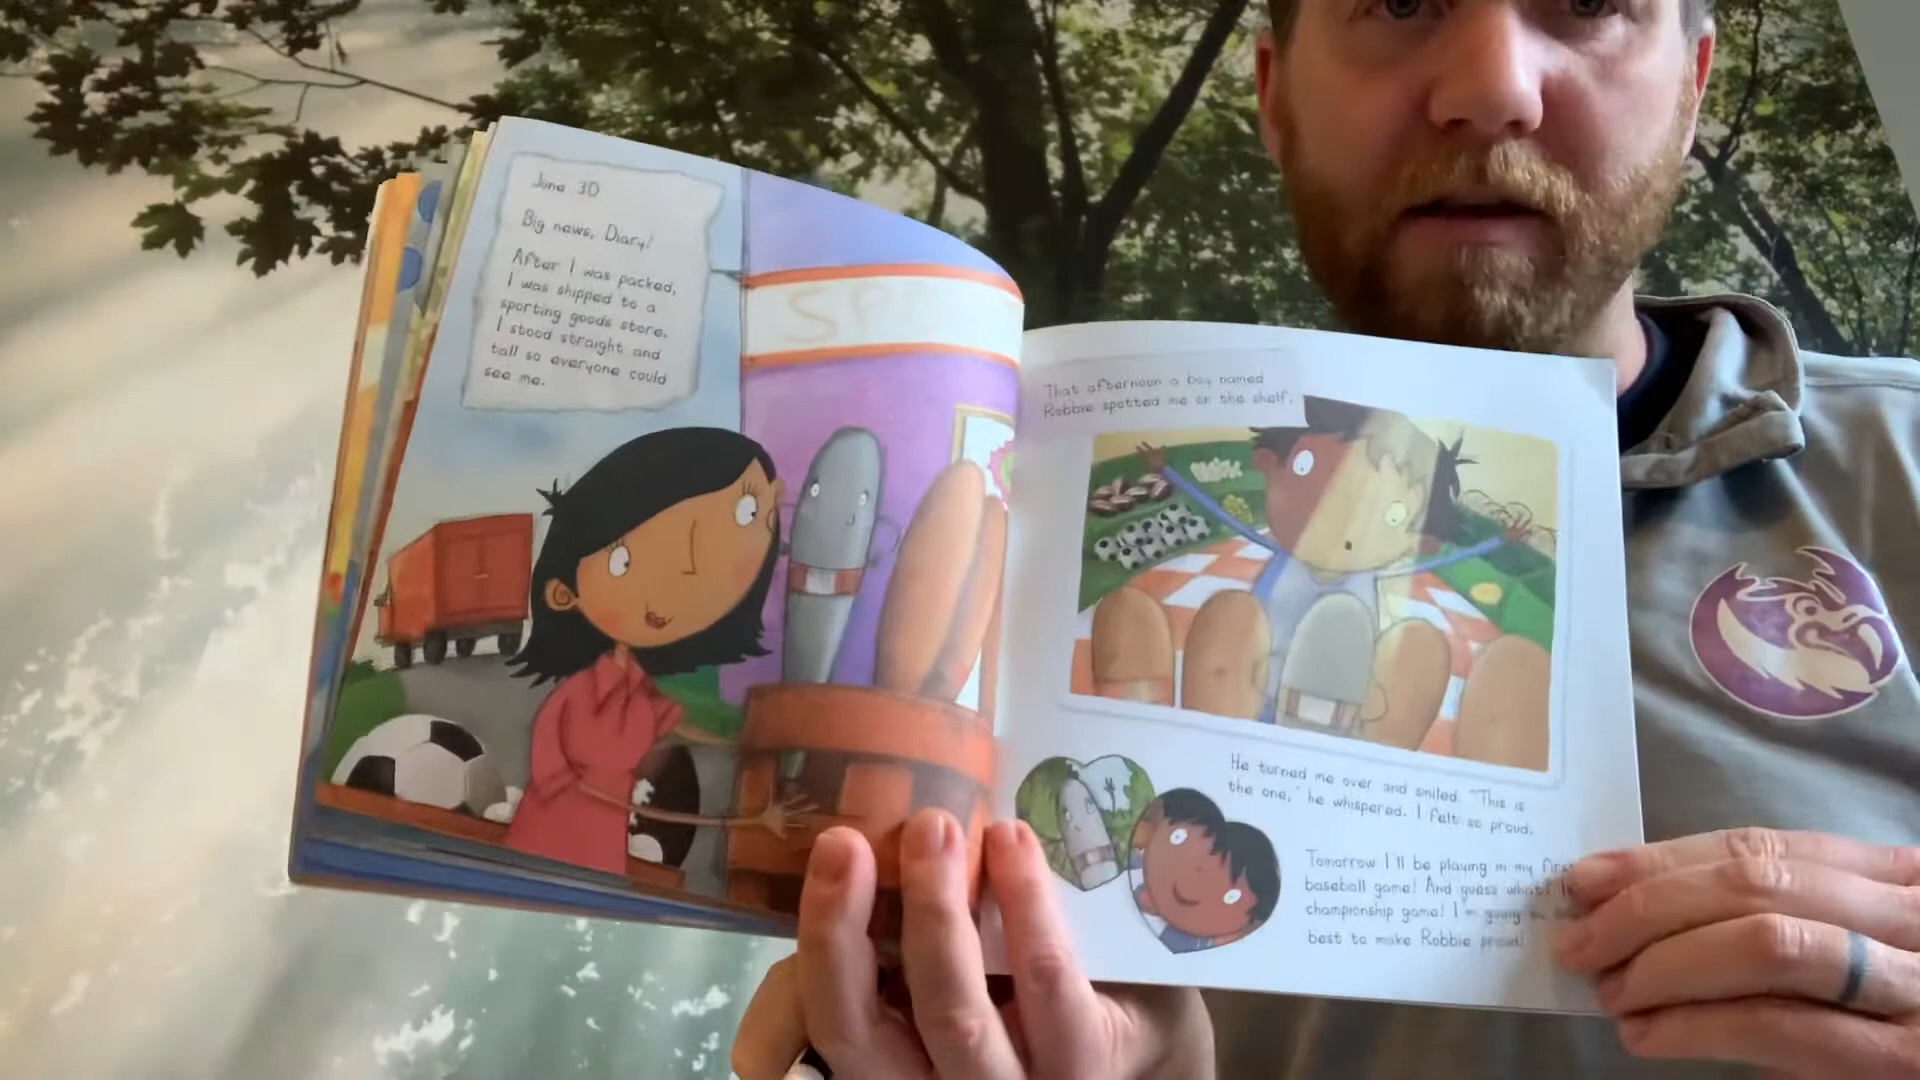 June 30
Big news, Diary!
After I was packed,
I was shipped to a
sporting goods store.
I stood straight and
tall so everyone could
see me.
SP
That afternoon a boy named
Robbie spotted me on the shelf.
He turned me over and smiled. "This is
the one," he whispered. I felt so proud.
Tomorrow I'll be playing in my first
baseball game! And guess what?
championship game! I'm going
best to make Robbie proud!